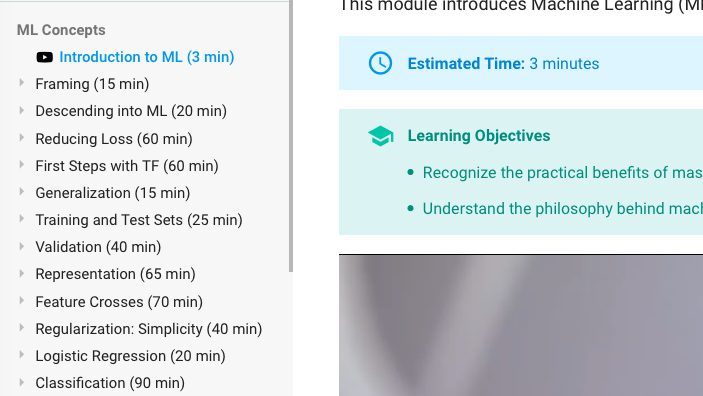 This module introduces Machine Learning
ML Concepts
Introduction to ML (3 min)
Framing (15 min)
Descending into ML (20 min)
Reducing Loss (60 min)
First Steps with TF (60 min)
Generalization (15 min)
Training and Test Sets (25 min)
Validation (40 min)
Representation (65 min)
Feature Crosses (70 min)
Regularization: Simplicity (40 min)
Logistic Regression (20 min)
Classification (90 min)
Estimated Time: 3 minutes
Learning Objectives
Recognize the practical benefits of mas
Understand the philosophy behind mach